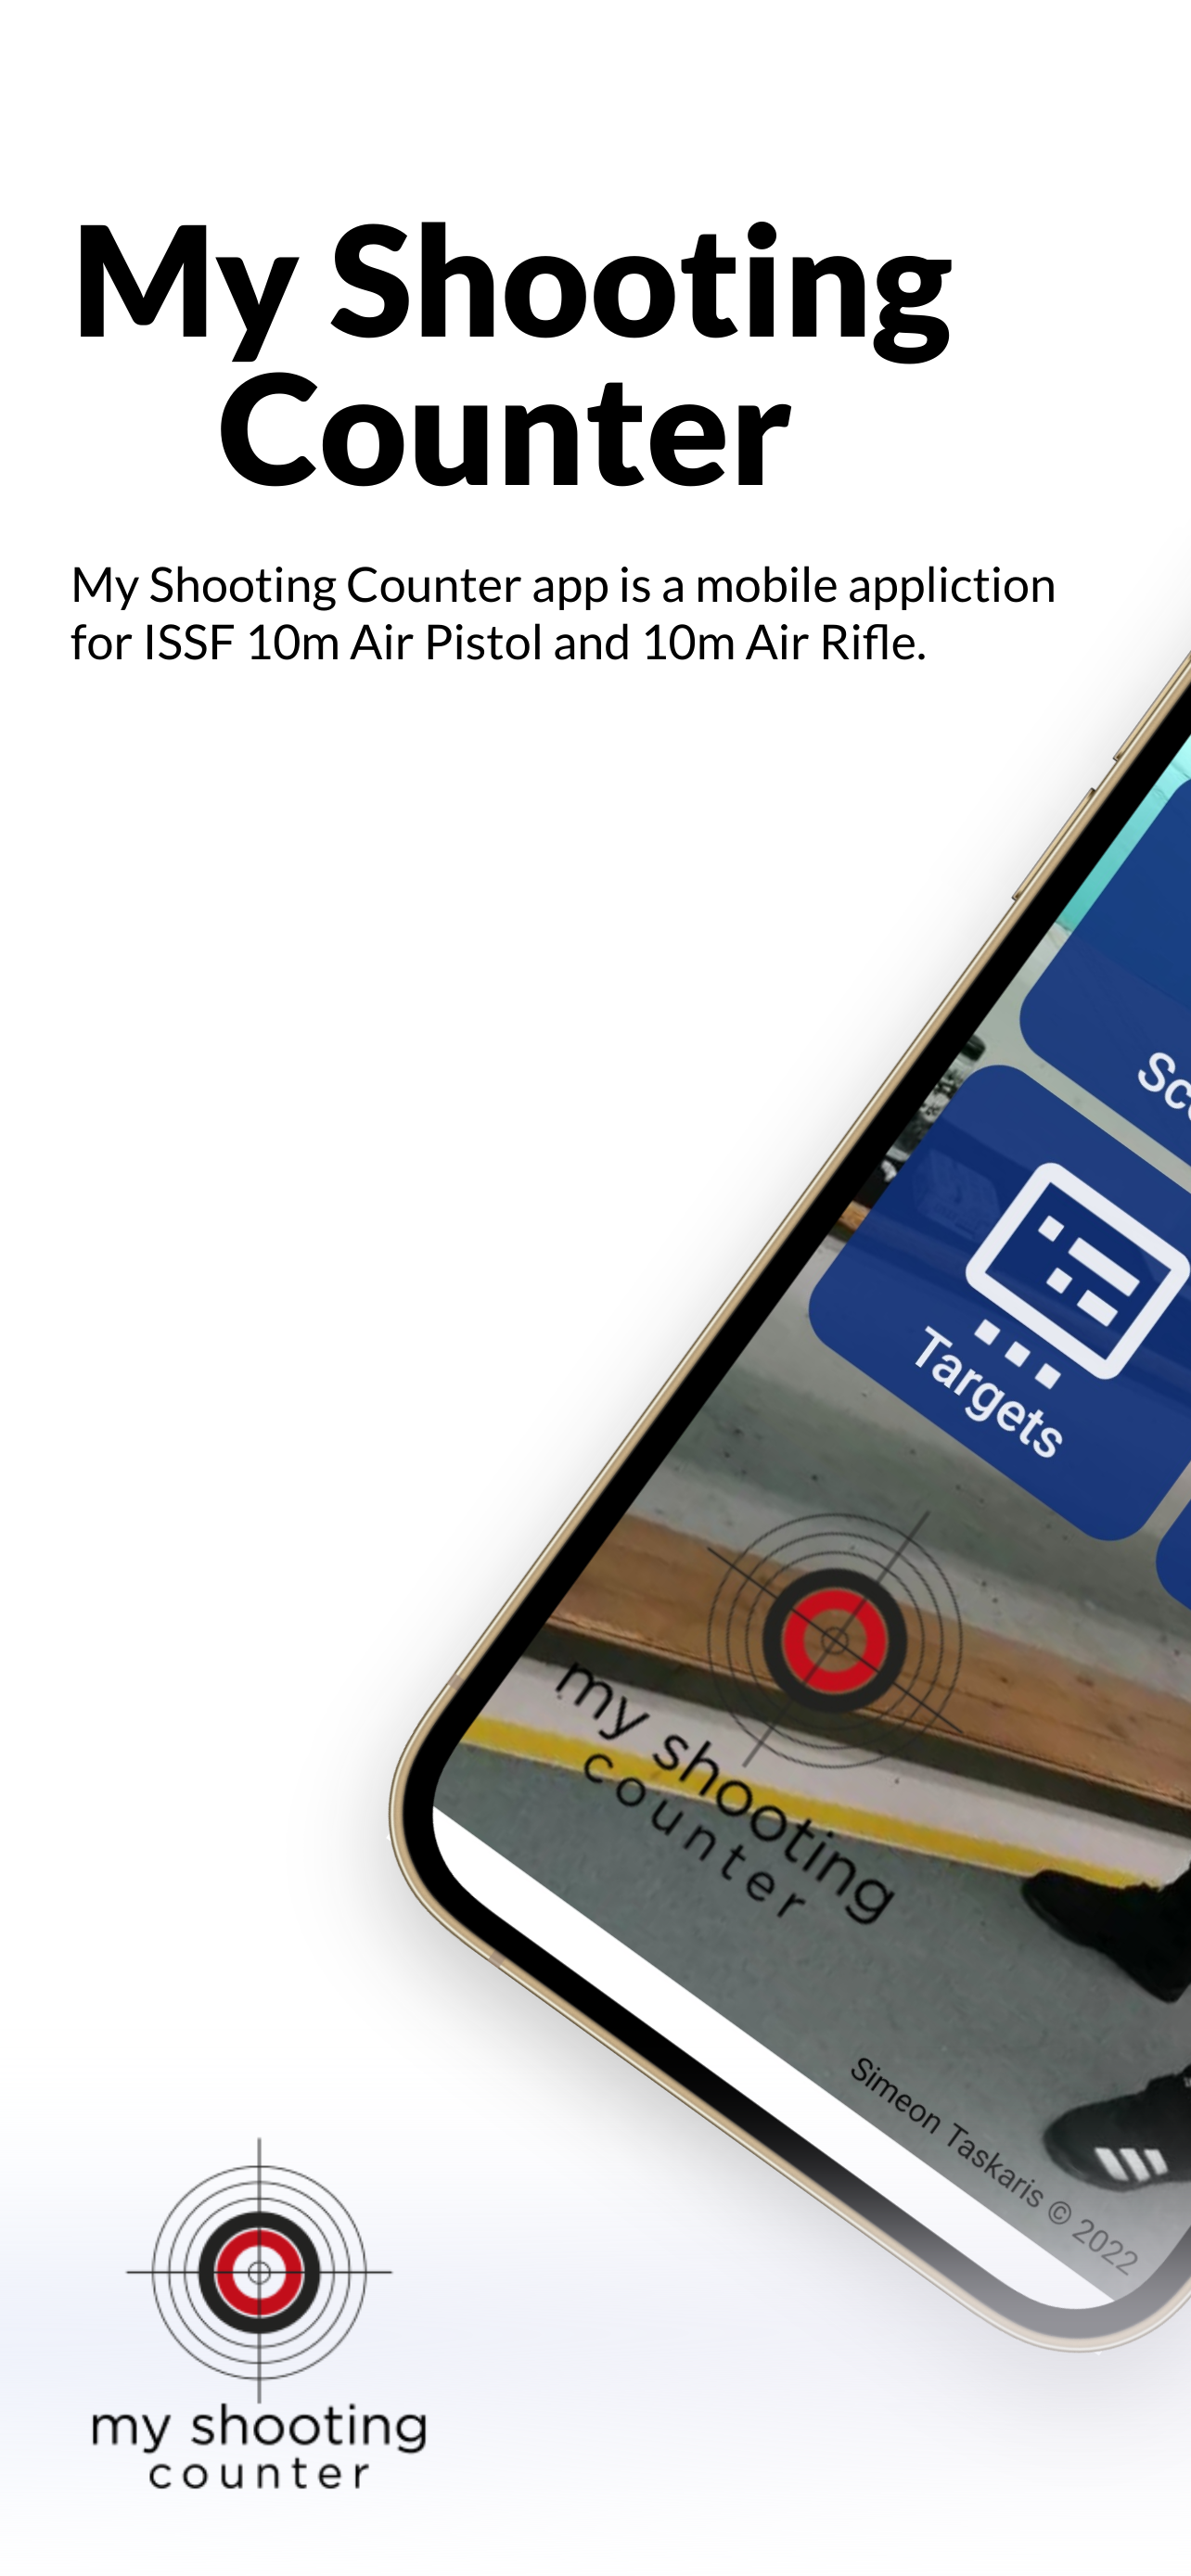 My Shooting
Counter
My Shooting Counter app is a mobile appliction
for ISSF 10m Air Pistol and 10m Air Rifle.
Targets
my shooting
counter
Simeon Taskaris © 2022
my shooting
counter